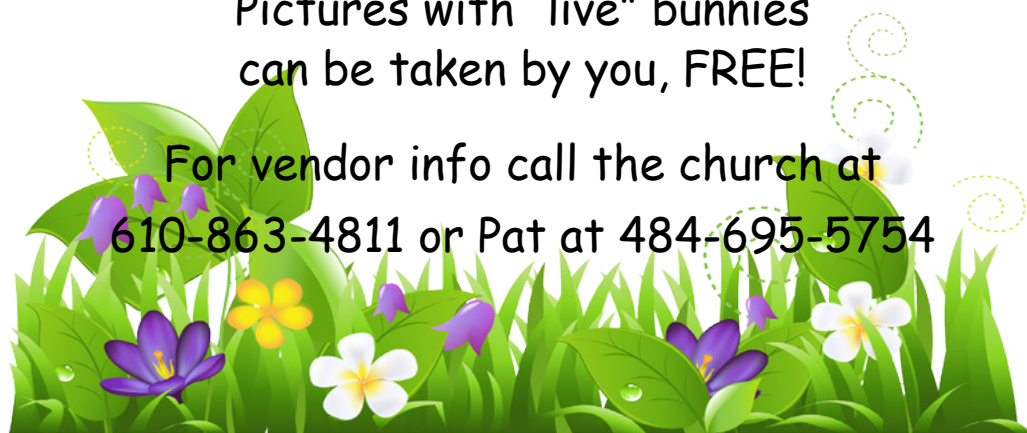 Pictures with "live" bunnies
can be taken by you, FREE!
For vendor info call the church at
610-863-4811 or Pat at 484-695-5754